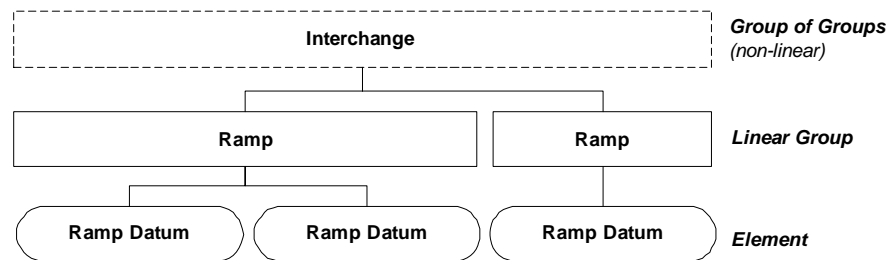 Interchange
Group of Groups
(non-linear)
Ramp
Ramp
Linear Group
Ramp Datum
Ramp Datum
Ramp Datum
Element